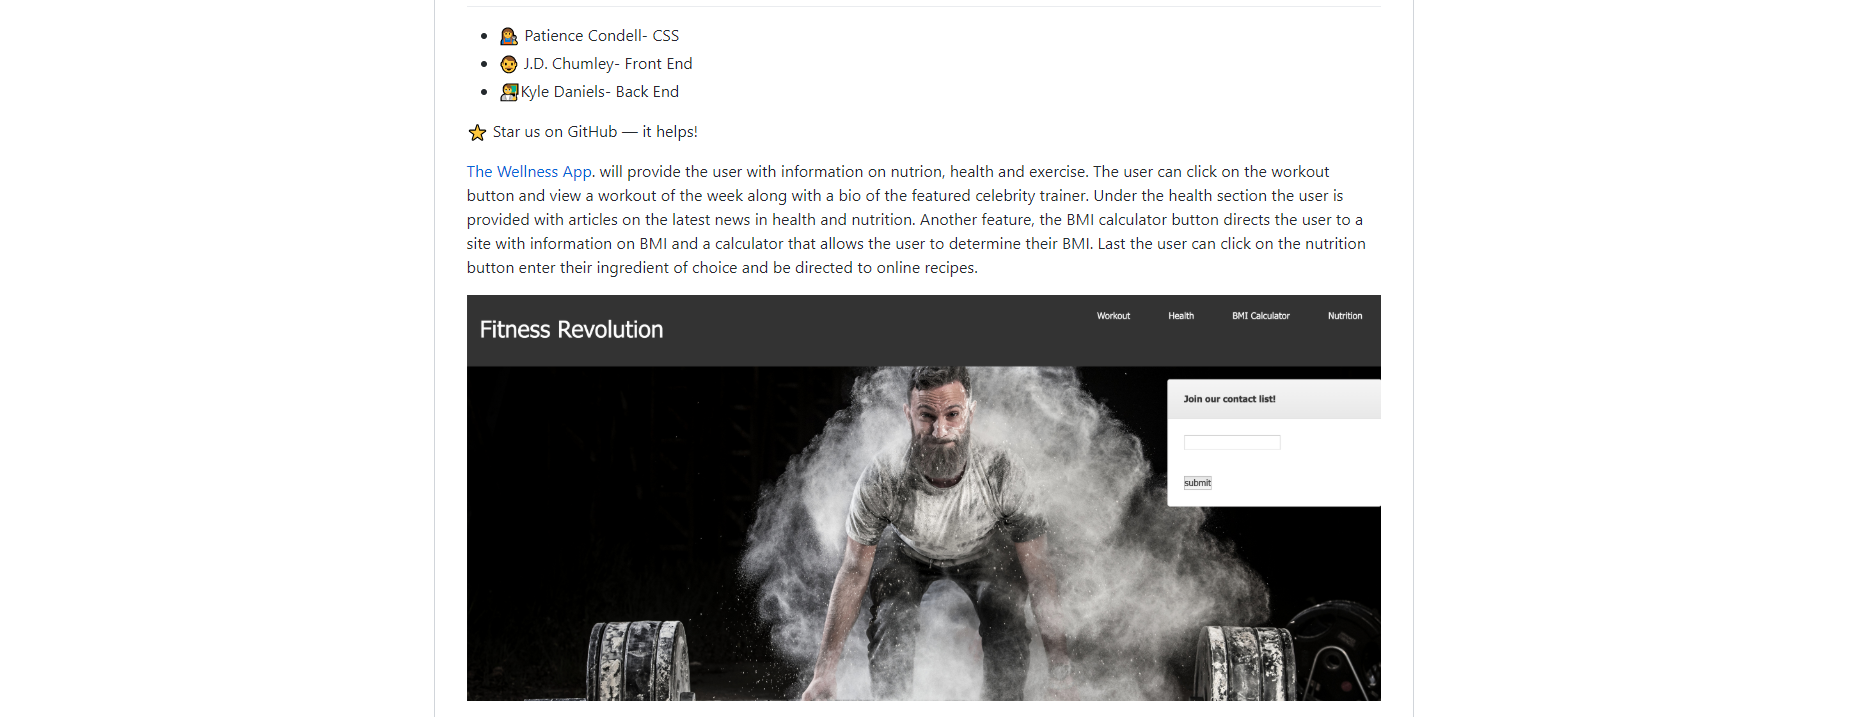 Patience Condell- CSS
J.D. Chumley- Front End
Kyle Daniels- Back End
Star us on GitHub — it helps!
The Wellness App. will provide the user with information on nutrion, health and exercise. The user can click on the workout
button and view a workout of the week along with a bio of the featured celebrity trainer. Under the health section the user is
provided with articles on the latest news in health and nutrition. Another feature, the BMI calculator button directs the user to a
site with information on BMI and a calculator that allows the user to determine their BMI. Last the user can click on the nutrition
button enter their ingredient of choice and be directed to online recipes.
Fitness Revolution
Workout
Health
BMI Calculator
Nutrition
Join our contact list!
submit